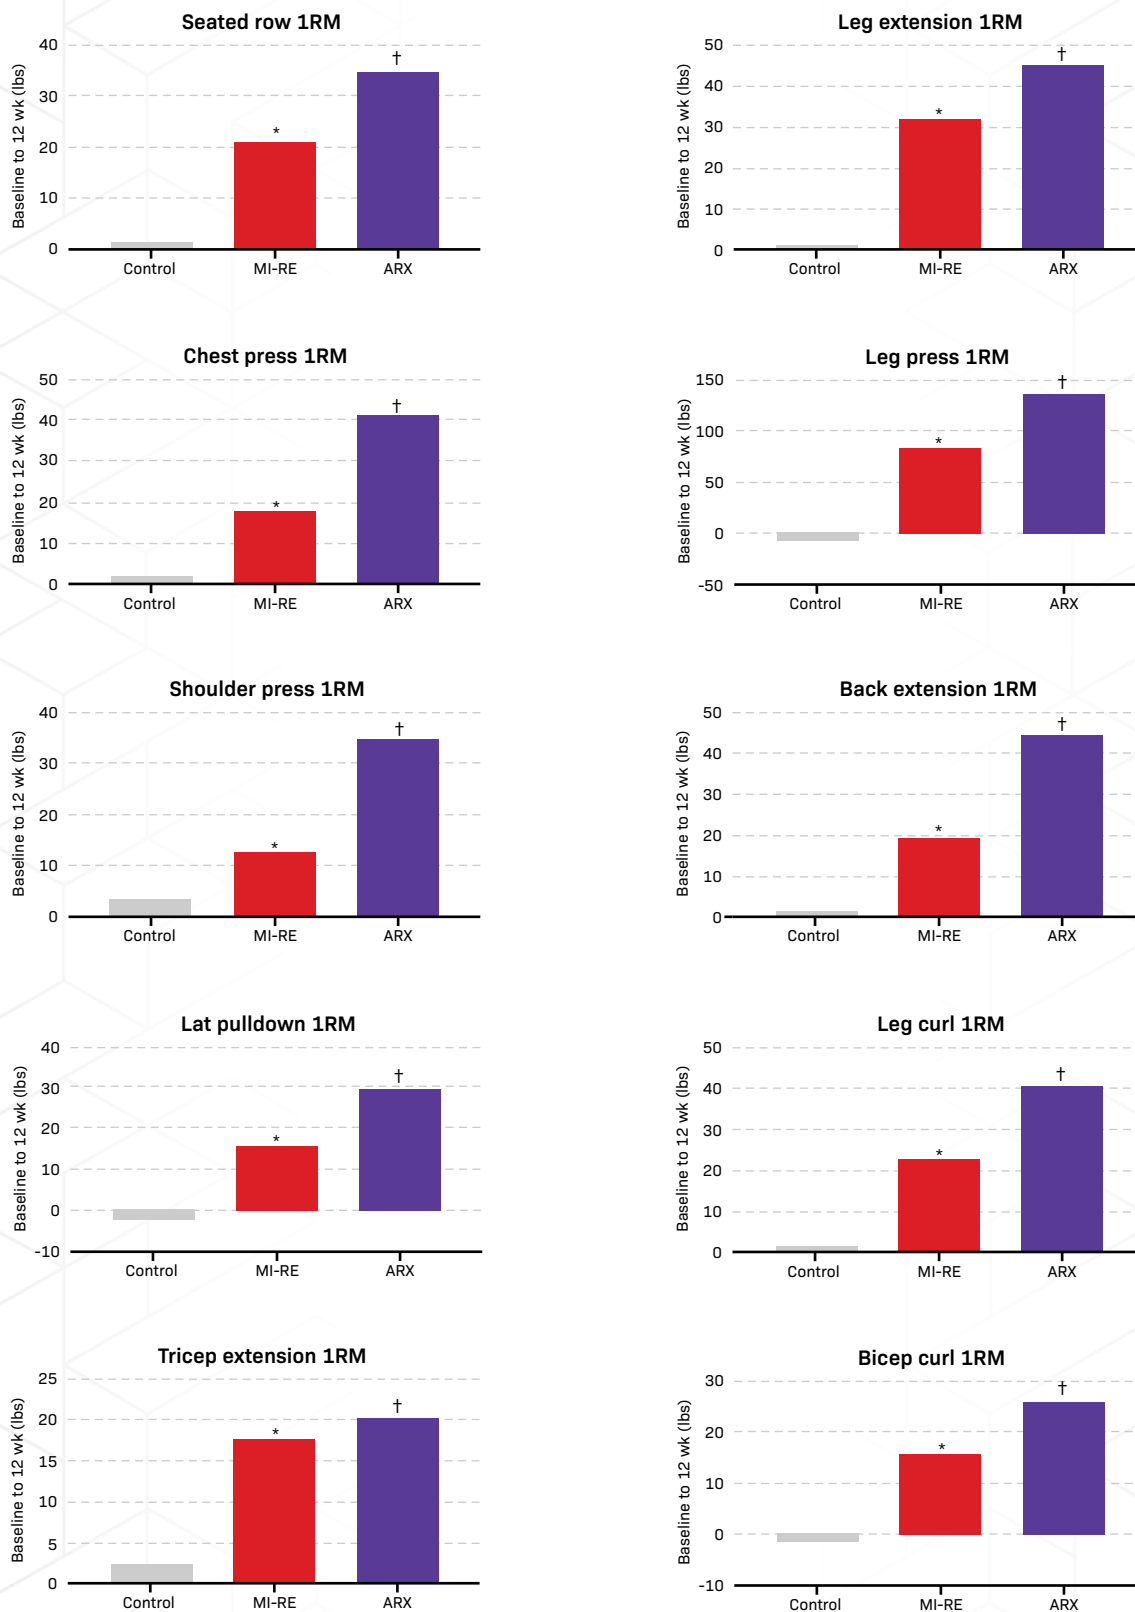 Seated row 1RM
Baseline to 12 wk (lbs)
40
†
30
*
20
10
0
Control MI-RE ARX
Leg extension 1RM
Baseline to 12 wk (lbs)
50
†
40
*
30
20
10
0
Control MI-RE ARX
Chest press 1RM
Baseline to 12 wk (lbs)
50
†
40
30
20
*
10
0
Control MI-RE ARX
Leg press 1RM
Baseline to 12 wk (lbs)
150
†
100
*
50
0
-50
Control MI-RE ARX
Shoulder press 1RM
Baseline to 12 wk (lbs)
40
†
30
20
*
10
0
Control MI-RE ARX
Back extension 1RM
Baseline to 12 wk (lbs)
50
†
40
30
*
20
10
0
Control MI-RE ARX
Lat pulldown 1RM
Baseline to 12 wk (lbs)
40
†
30
20
*
10
0
-10
Control MI-RE ARX
Leg curl 1RM
Baseline to 12 wk (lbs)
50
†
40
30
*
20
10
0
Control MI-RE ARX
Tricep extension 1RM
Baseline to 12 wk (lbs)
25
†
20
*
15
10
5
0
Control MI-RE ARX
Bicep curl 1RM
Baseline to 12 wk (lbs)
30
†
20
*
10
0
-10
Control MI-RE ARX